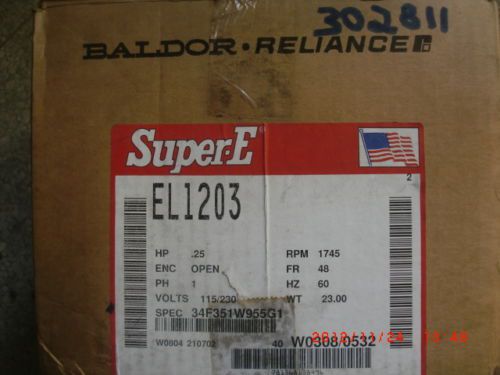 302811
BALDOR • RELIANCE
Super-E®
2
EL1203
HP .25 RPM 1745
ENC OPEN FR 48
PH 1 HZ 60
VOLTS 115/230 WT 23.00
SPEC 34F351W955G1
W0804 210702 40 W0308/0532